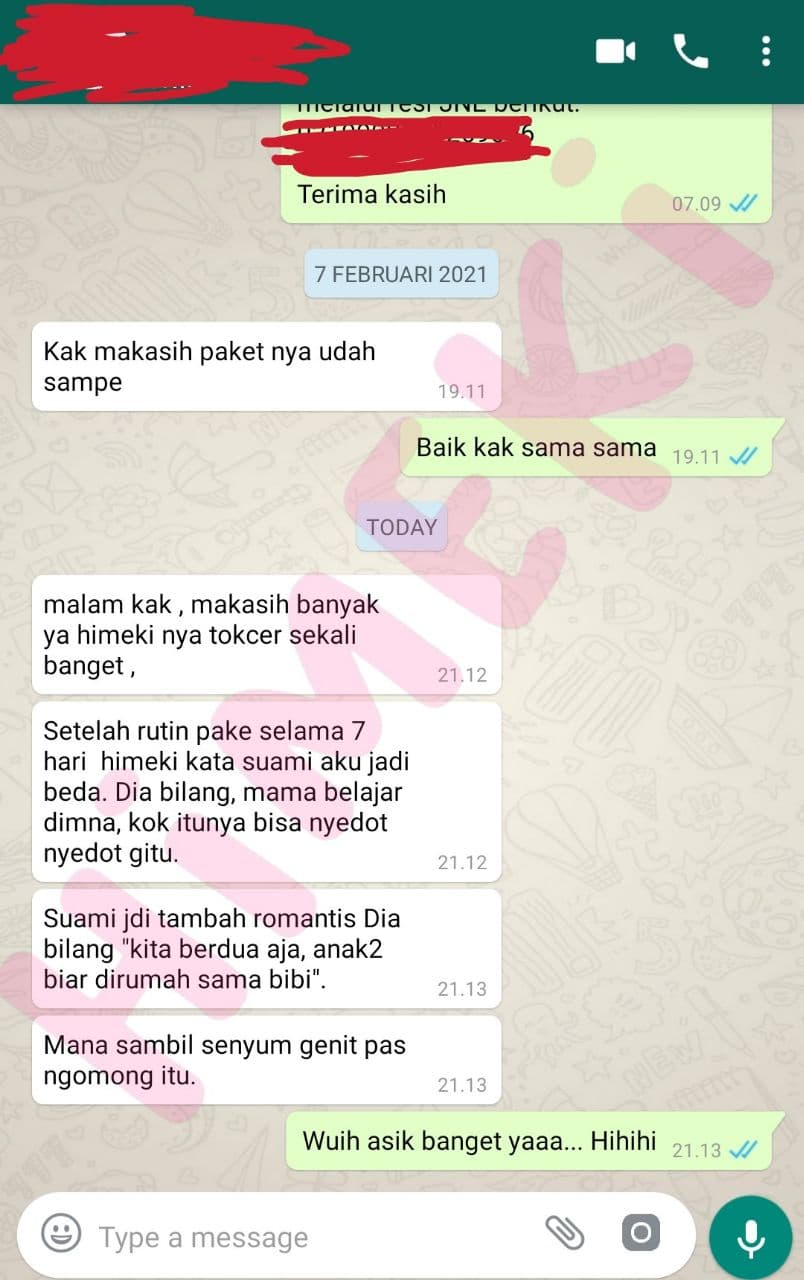 melalui resi JNE berikut:
Terima kasih
07.09
7 FEBRUARI 2021
Kak makasih paket nya udah
sampe
19.11
Baik kak sama sama
19.11
TODAY
malam kak , makasih banyak
ya himeki nya tokcer sekali
banget ,
21.12
Setelah rutin pake selama 7
hari  himeki kata suami aku jadi
beda. Dia bilang, mama belajar
dimna, kok itunya bisa nyedot
nyedot gitu.
21.12
Suami jdi tambah romantis Dia
bilang "kita berdua aja, anak2
biar dirumah sama bibi".
21.13
Mana sambil senyum genit pas
ngomong itu.
21.13
Wuih asik banget yaaa... Hihihi
21.13
Type a message
HiMEKi